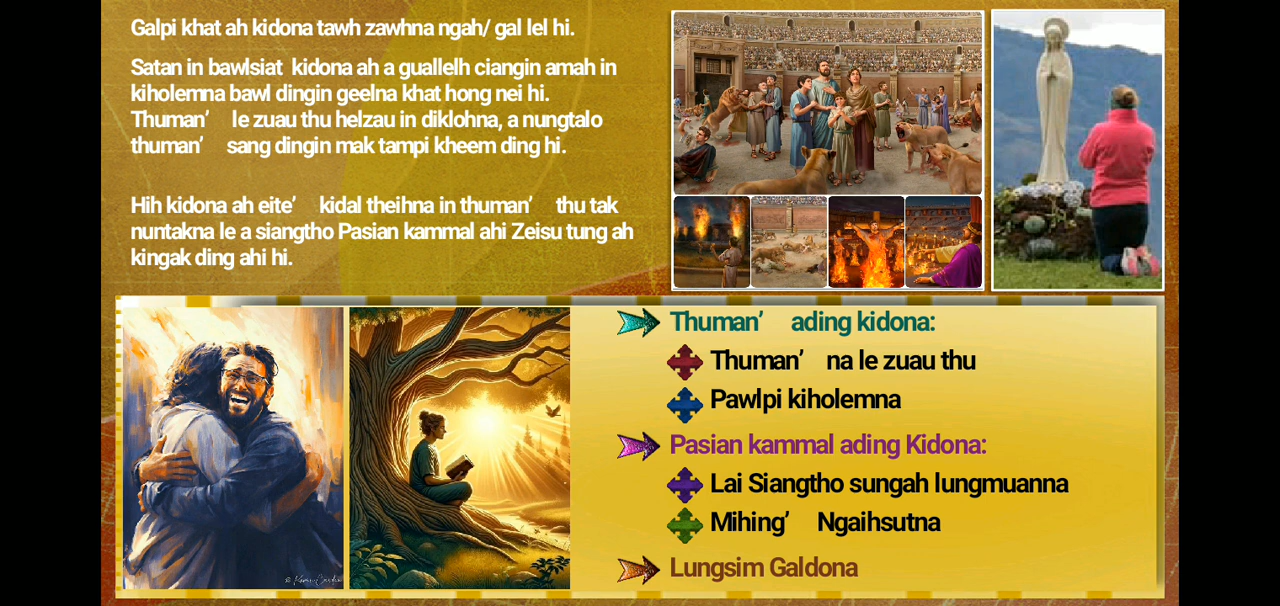 Galpi khat ah kidona tawh zawhna ngah/ gal lel hi.
Satan in bawlsiat kidona ah a guallelh ciangin amah in
kiholemna bawl dingin geelna khat hong nei hi.
Thuman’ le zuau thu helzau in diklohna, a nungtalo
thuman’ sang dingin mak tampi kheem ding hi.
Hih kidona ah eite’ kidal theihna in thuman’ thu tak
nuntakna le a siangtho Pasian kammal ahi Zeisu tung ah
kingak ding ahi hi.
Thuman’ ading kidona:
Thuman’ na le zuau thu
Pawlpi kiholemna
Pasian kammal ading Kidona:
Lai Siangtho sungah lungmuanna
Mihing’ Ngaihsutna
Lungsim Galdona